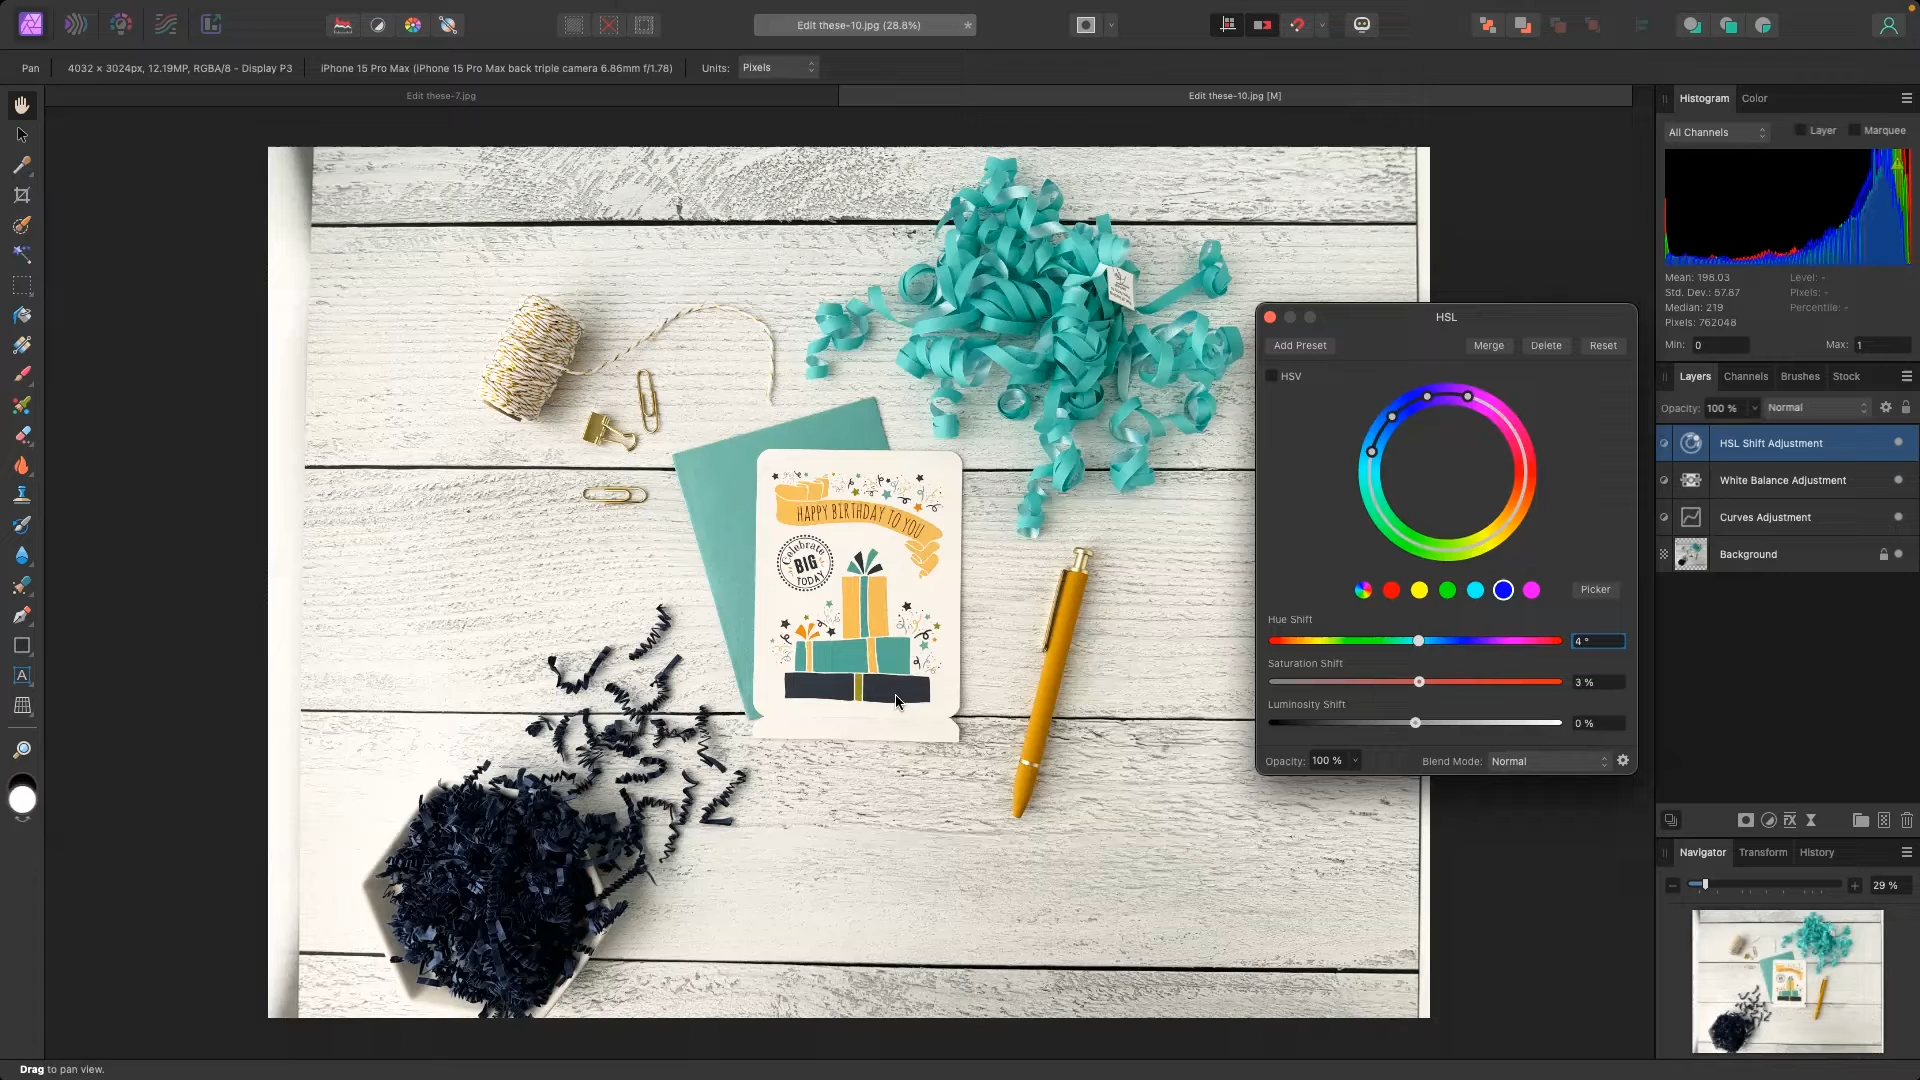 Edit these-10.jpg (28.8%)
Pan
4032 × 3024px, 12.19MP, RGBA/8 - Display P3
iPhone 15 Pro Max (iPhone 15 Pro Max back triple camera 6.86mm f/1.78)
Units:
Pixels
Edit these-7.jpg
Edit these-10.jpg [M]
Histogram
Color
All Channels
Layer
Marquee
Mean: 198.03
Level: -
Std. Dev.: 57.87
Pixels: -
Median: 219
Percentile: -
Pixels: 762048
Min: 0
Max: 1
Layers
Channels
Brushes
Stock
Opacity: 100 %
Normal
HSL Shift Adjustment
White Balance Adjustment
Curves Adjustment
Background
HSL
Add Preset
Merge
Delete
Reset
HSV
Picker
Hue Shift
4 °
Saturation Shift
3 %
Luminosity Shift
0 %
Opacity: 100 %
Blend Mode: Normal
HAPPY BIRTHDAY TO YOU
Celebrate
BIG
TODAY
Navigator
Transform
History
29 %
Drag to pan view.